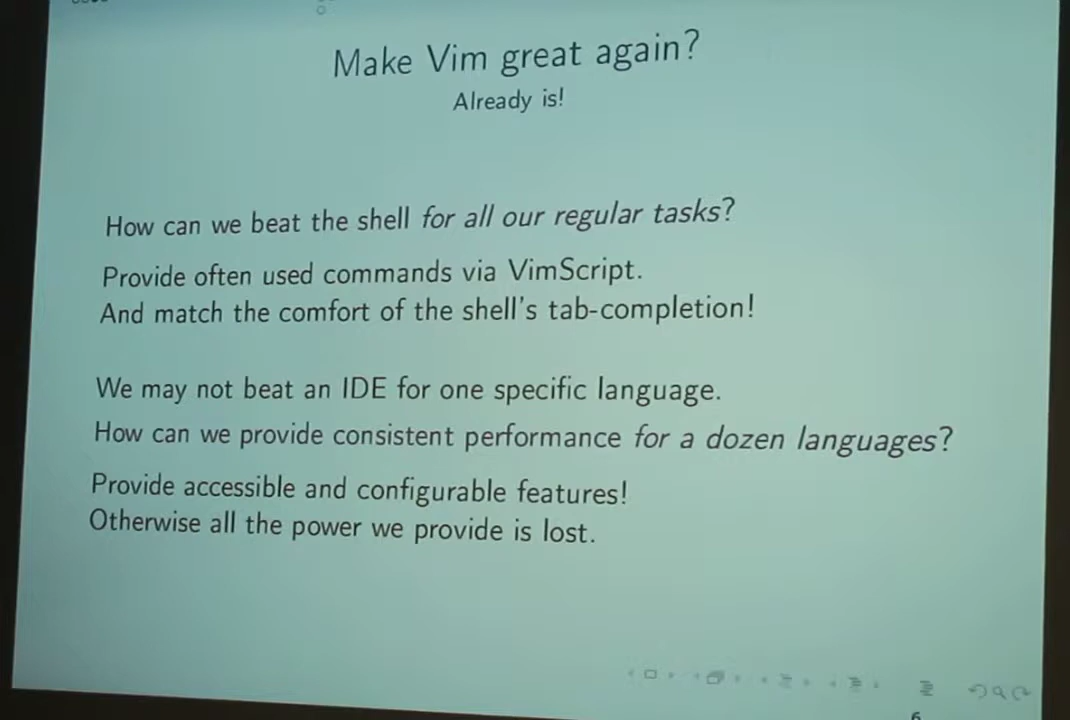 Make Vim great again?
Already is!
How can we beat the shell for all our regular tasks?
Provide often used commands via VimScript.
And match the comfort of the shell's tab-completion!
We may not beat an IDE for one specific language.
How can we provide consistent performance for a dozen languages?
Provide accessible and configurable features!
Otherwise all the power we provide is lost.
6